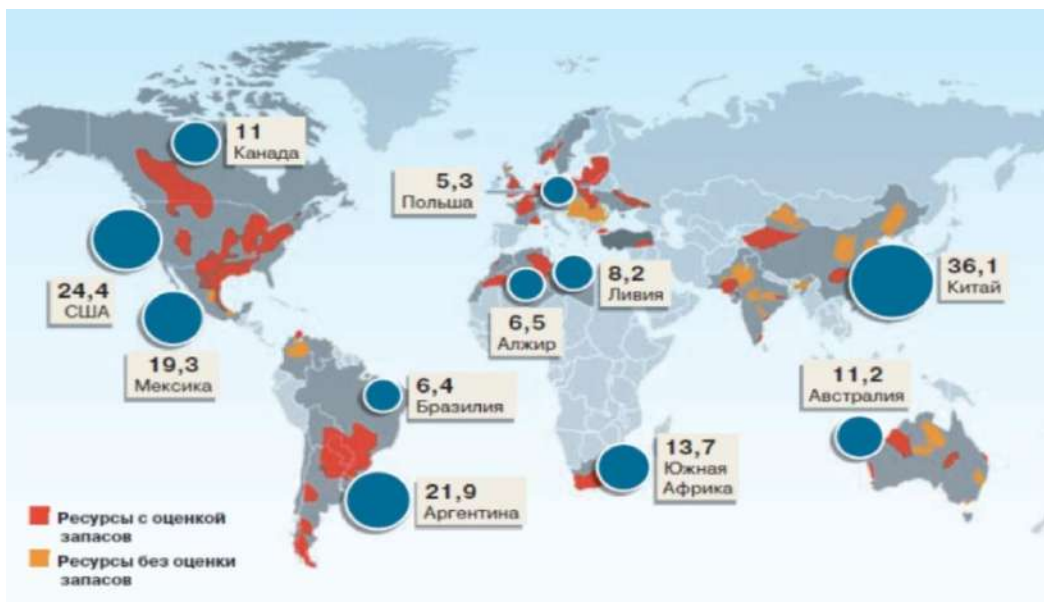 11
Канада
5,3
Польша
24,4
США
19,3
Мексика
6,5
Алжир
8,2
Ливия
36,1
Китай
6,4
Бразилия
11,2
Австралия
21,9
Аргентина
13,7
Южная
Африка
Ресурсы с оценкой
запасов
Ресурсы без оценки
запасов